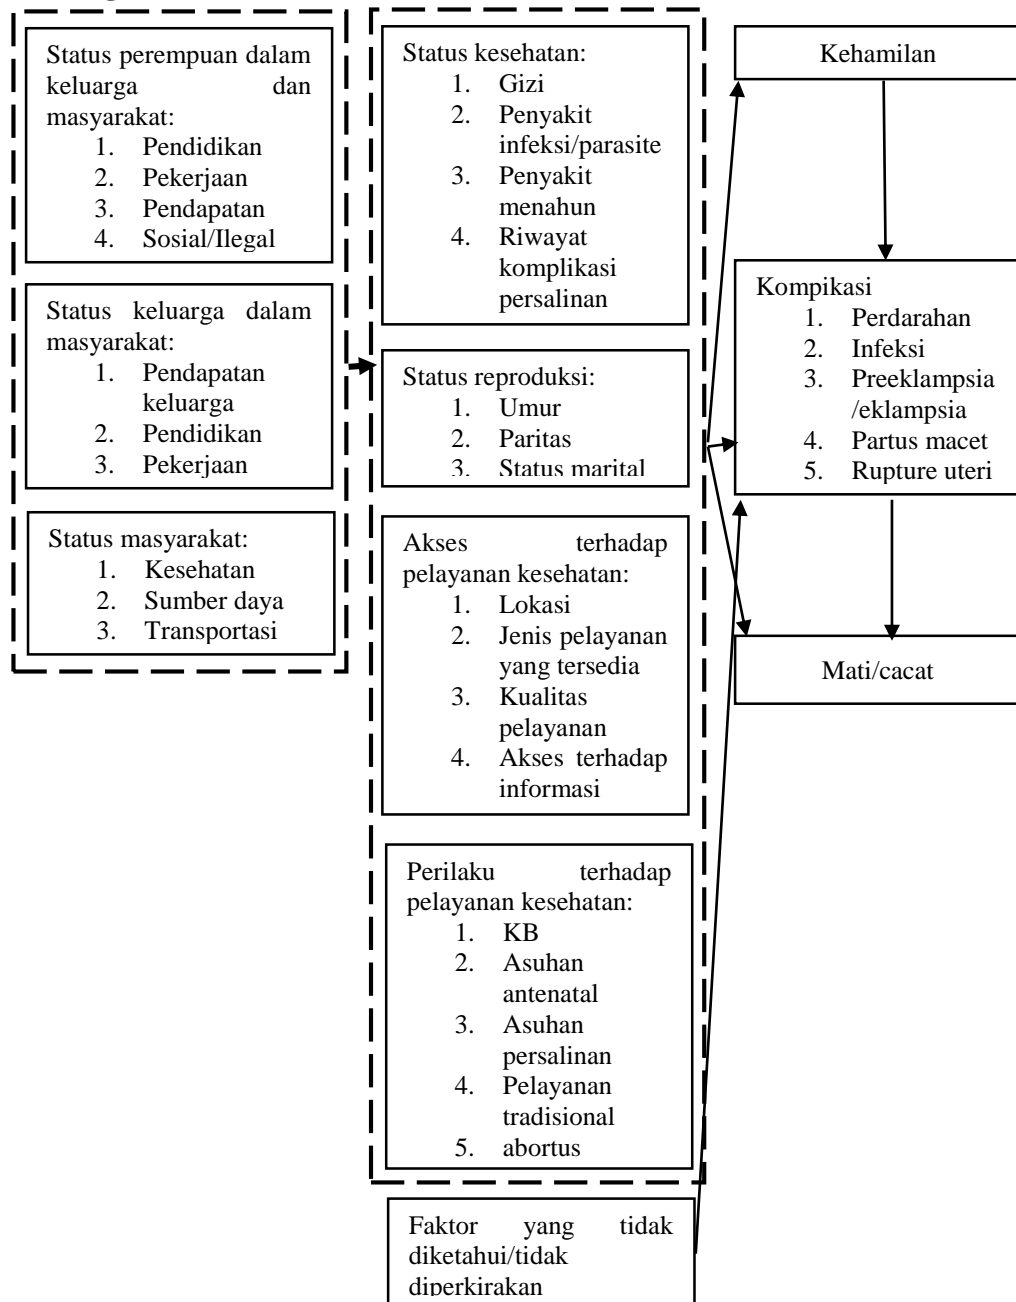 Status perempuan dalam
keluarga dan
masyarakat:
1. Pendidikan
2. Pekerjaan
3. Pendapatan
4. Sosial/Ilegal
Status keluarga dalam
masyarakat:
1. Pendapatan
keluarga
2. Pendidikan
3. Pekerjaan
Status masyarakat:
1. Kesehatan
2. Sumber daya
3. Transportasi
Status kesehatan:
1. Gizi
2. Penyakit
infeksi/parasite
3. Penyakit
menahun
4. Riwayat
komplikasi
persalinan
Status reproduksi:
1. Umur
2. Paritas
3. Status marital
Akses terhadap
pelayanan kesehatan:
1. Lokasi
2. Jenis pelayanan
yang tersedia
3. Kualitas
pelayanan
4. Akses terhadap
informasi
Perilaku terhadap
pelayanan kesehatan:
1. KB
2. Asuhan
antenatal
3. Asuhan
persalinan
4. Pelayanan
tradisional
5. abortus
Faktor yang tidak
diketahui/tidak
diperkirakan
Kehamilan
Kompikasi
1. Perdarahan
2. Infeksi
3. Preeklampsia
/eklampsia
4. Partus macet
5. Rupture uteri
Mati/cacat